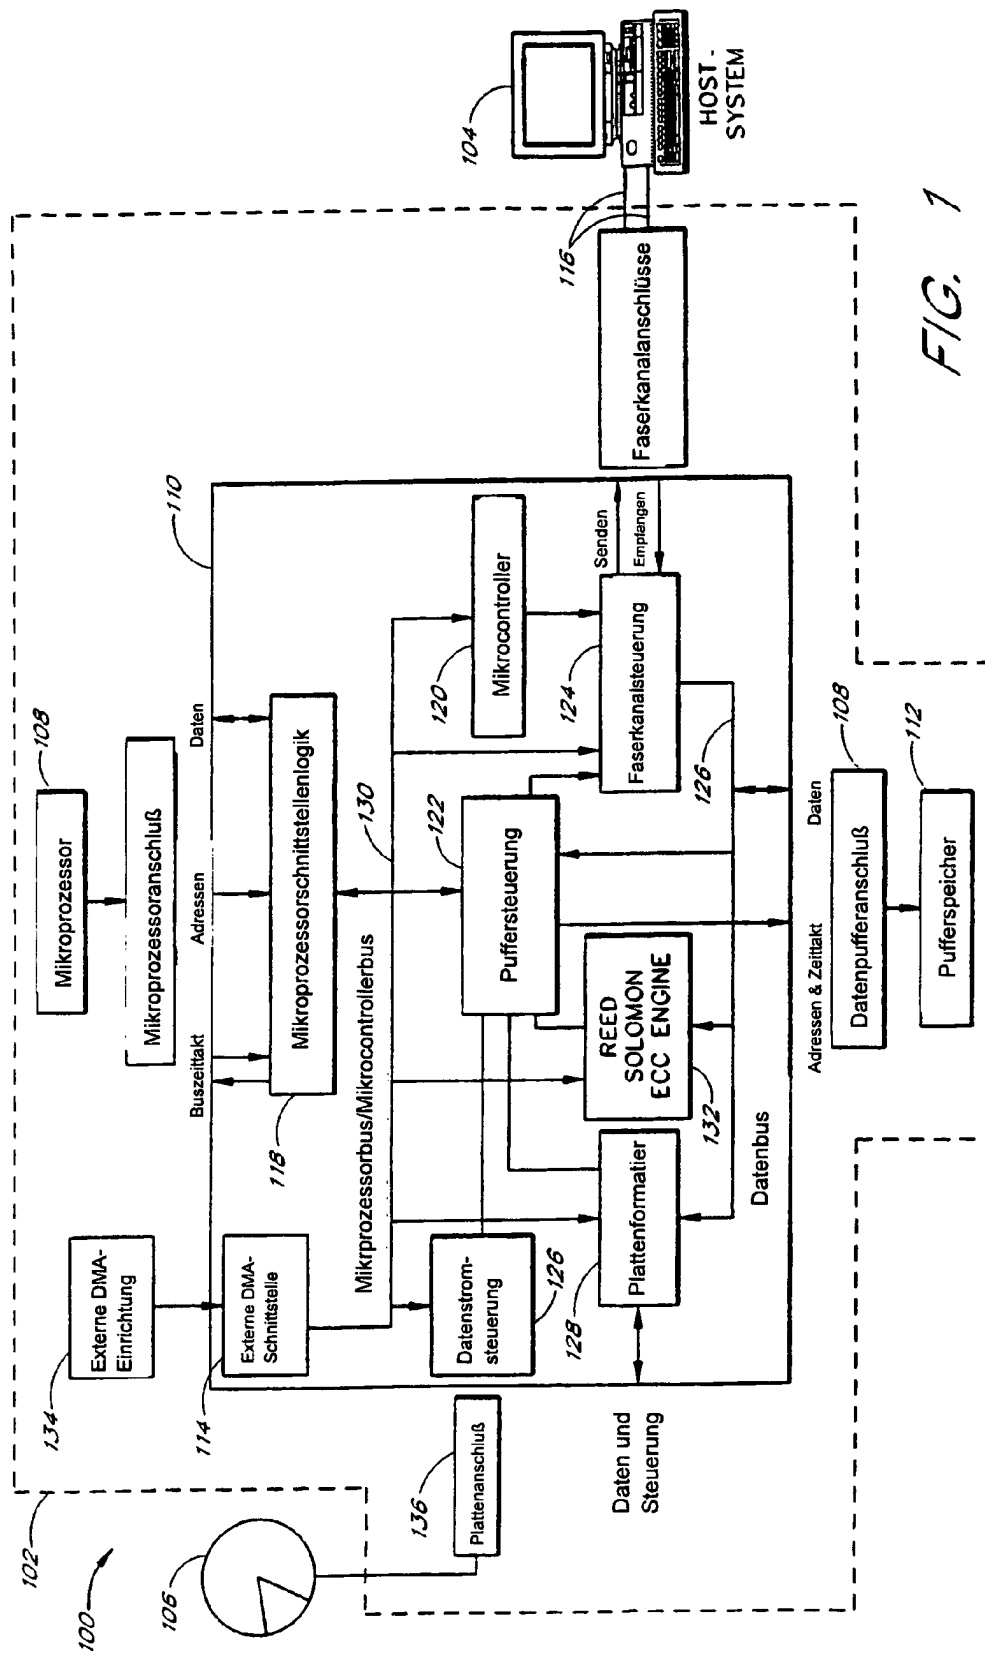 100
102
106
134
Externe DMA-
Einrichtung
Mikroprozessor
108
Mikroprozessoranschluß
110
Buszeittakt
Adressen
Daten
114
Externe DMA-
Schnittstelle
118
Mikroprozessorschnittstellenlogik
Mikrprozessorbus/Mikrocontrollerbus
130
136
Plattenanschluß
Datenstrom-
steuerung
126
Puffersteuerung
122
120
Mikrocontroller
104
HOST-
SYSTEM
116
Faserkanalanschlüsse
Senden
Empfangen
Daten und
Steuerung
128
Plattenformatier
132
REED
SOLOMON
ECC ENGINE
124
Faserkanalsteuerung
126
Datenbus
Adressen & Zeittakt
Daten
Datenpufferanschluß
108
Pufferspeicher
112
FIG. 1